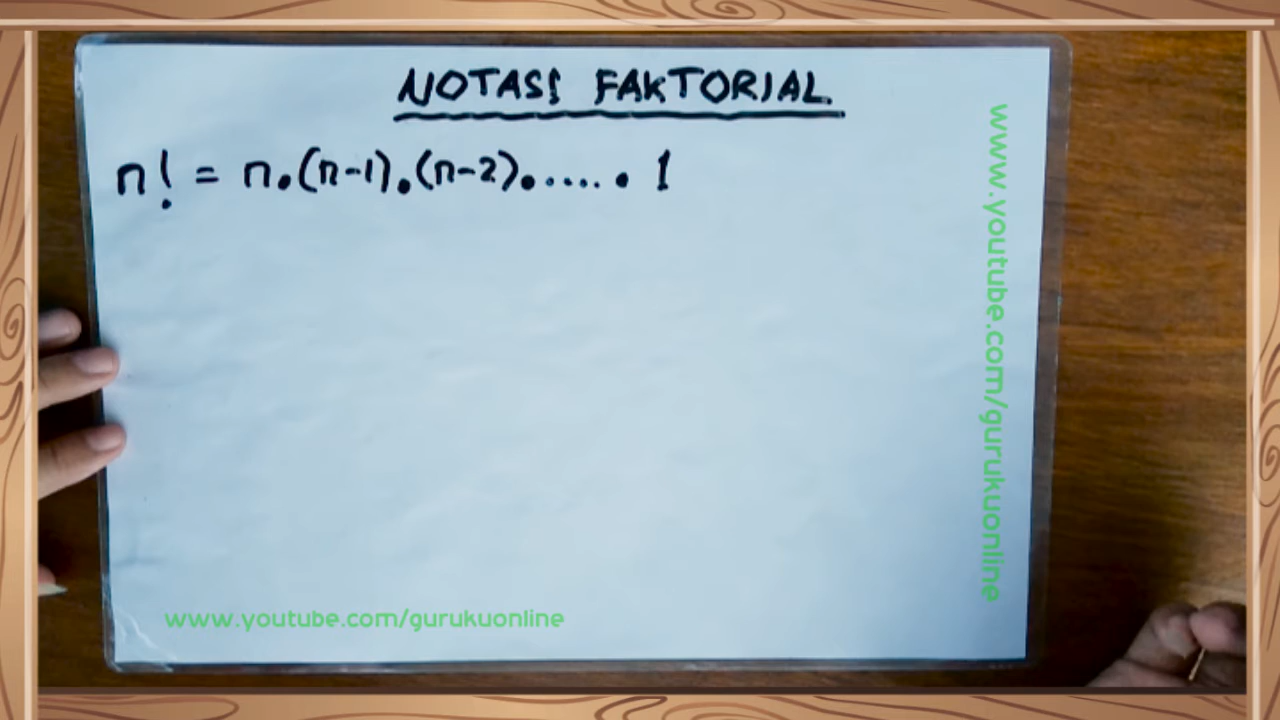 NOTASI FAKTORIAL
n! = n.(n-1).(n-2)...... . 1
www.youtube.com/gurukuonline
www.youtube.com/gurukuonline